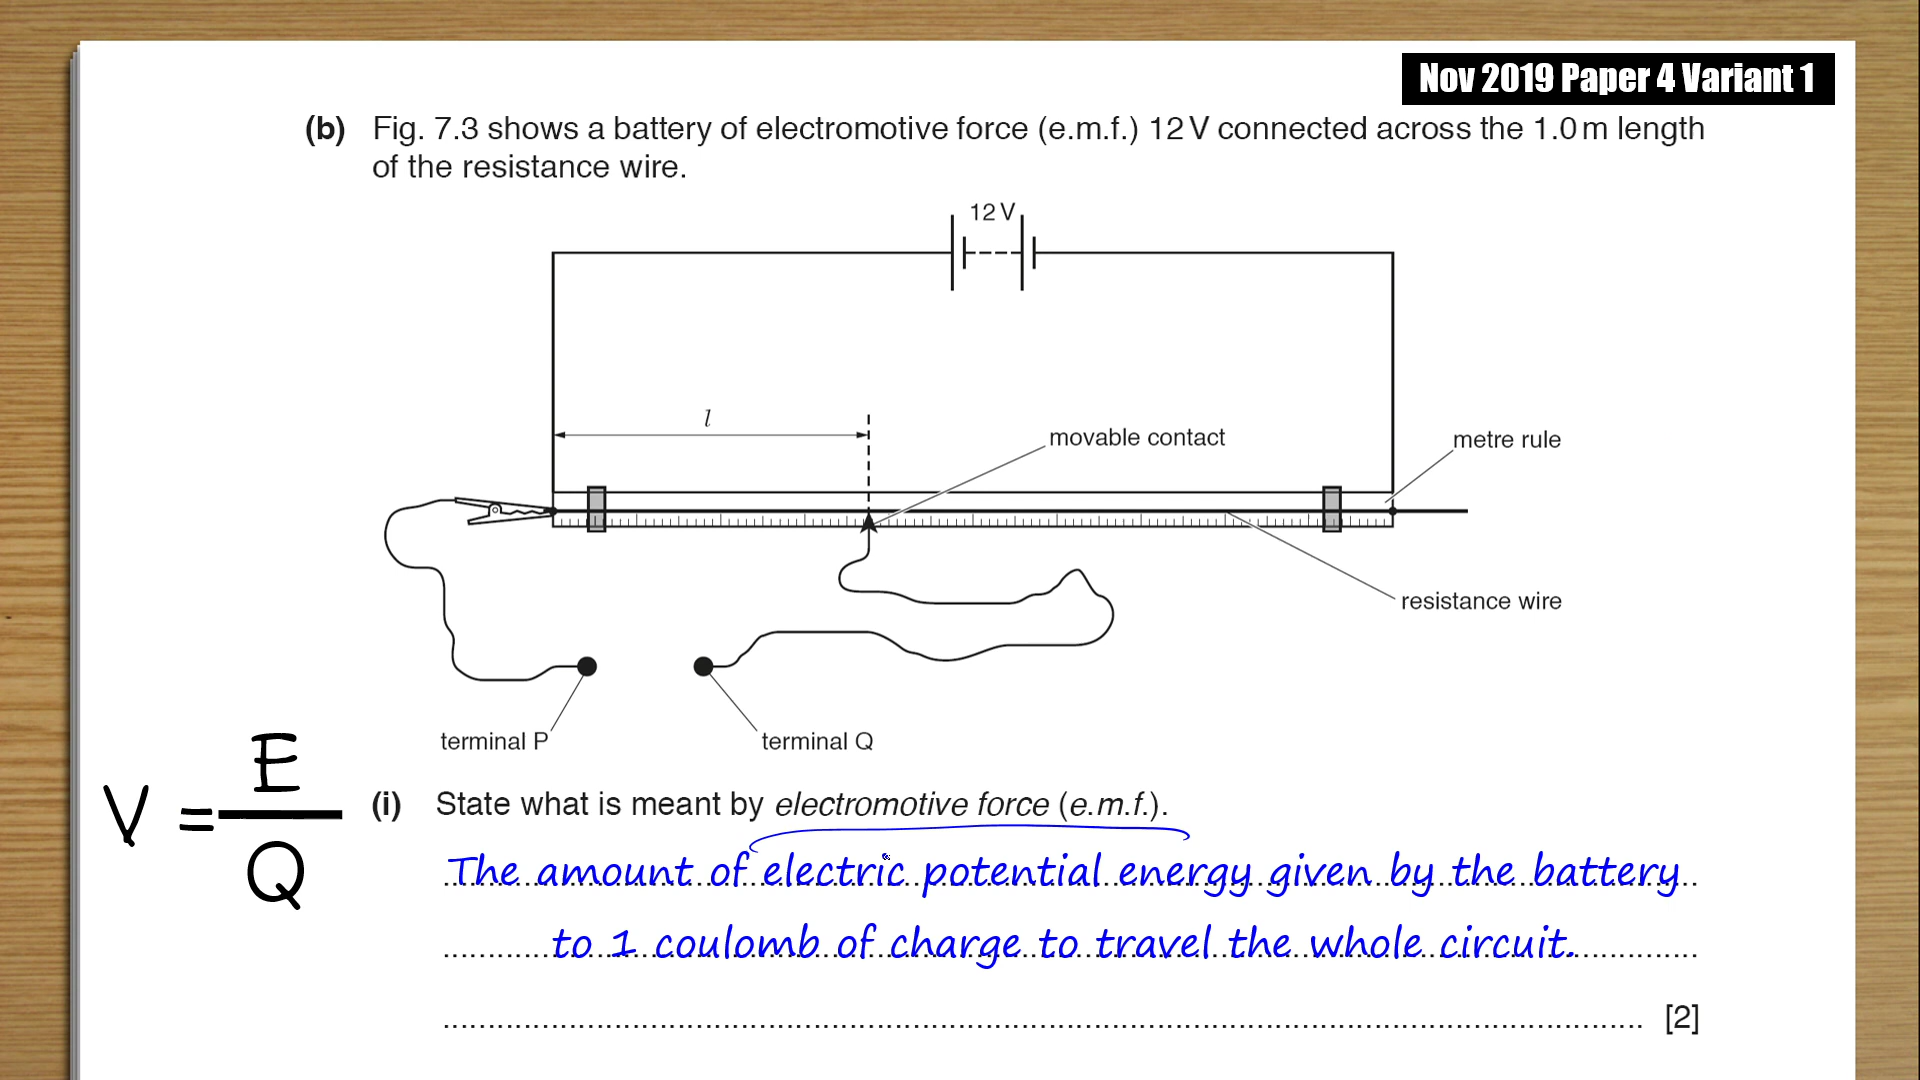 Nov 2019 Paper 4 Variant 1
(b) Fig. 7.3 shows a battery of electromotive force (e.m.f.) 12 V connected across the 1.0 m length
of the resistance wire.
12 V
l
movable contact
metre rule
resistance wire
terminal P
terminal Q
V = E
Q
(i) State what is meant by electromotive force (e.m.f.).
The amount of electric potential energy given by the battery
to 1 coulomb of charge to travel the whole circuit.
[2]